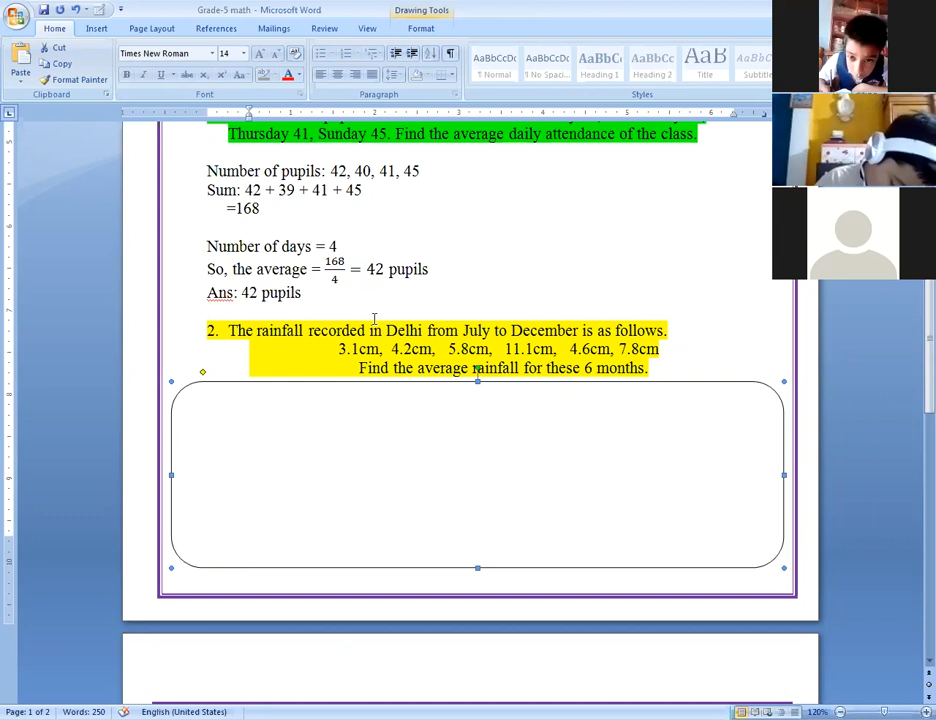 Grade-5 math - Microsoft Word
Drawing Tools
Home Insert Page Layout References Mailings Review View Format
Paste
Cut
Copy
Format Painter
Clipboard
Times New Roman 14
Font
Paragraph
AaBbCcDc AaBbCcDc AaBbCc AaBbCc AaB AaBbCc
¶ Normal ¶ No Spaci... Heading 1 Heading 2 Title Subtitle
Styles
Thursday 41, Sunday 45. Find the average daily attendance of the class.
Number of pupils: 42, 40, 41, 45
Sum: 42 + 39 + 41 + 45
=168
Number of days = 4
So, the average = 168/4 = 42 pupils
Ans: 42 pupils
2. The rainfall recorded in Delhi from July to December is as follows.
3.1cm, 4.2cm, 5.8cm, 11.1cm, 4.6cm, 7.8cm
Find the average rainfall for these 6 months.
Page: 1 of 2 Words: 250 English (United States) 120%